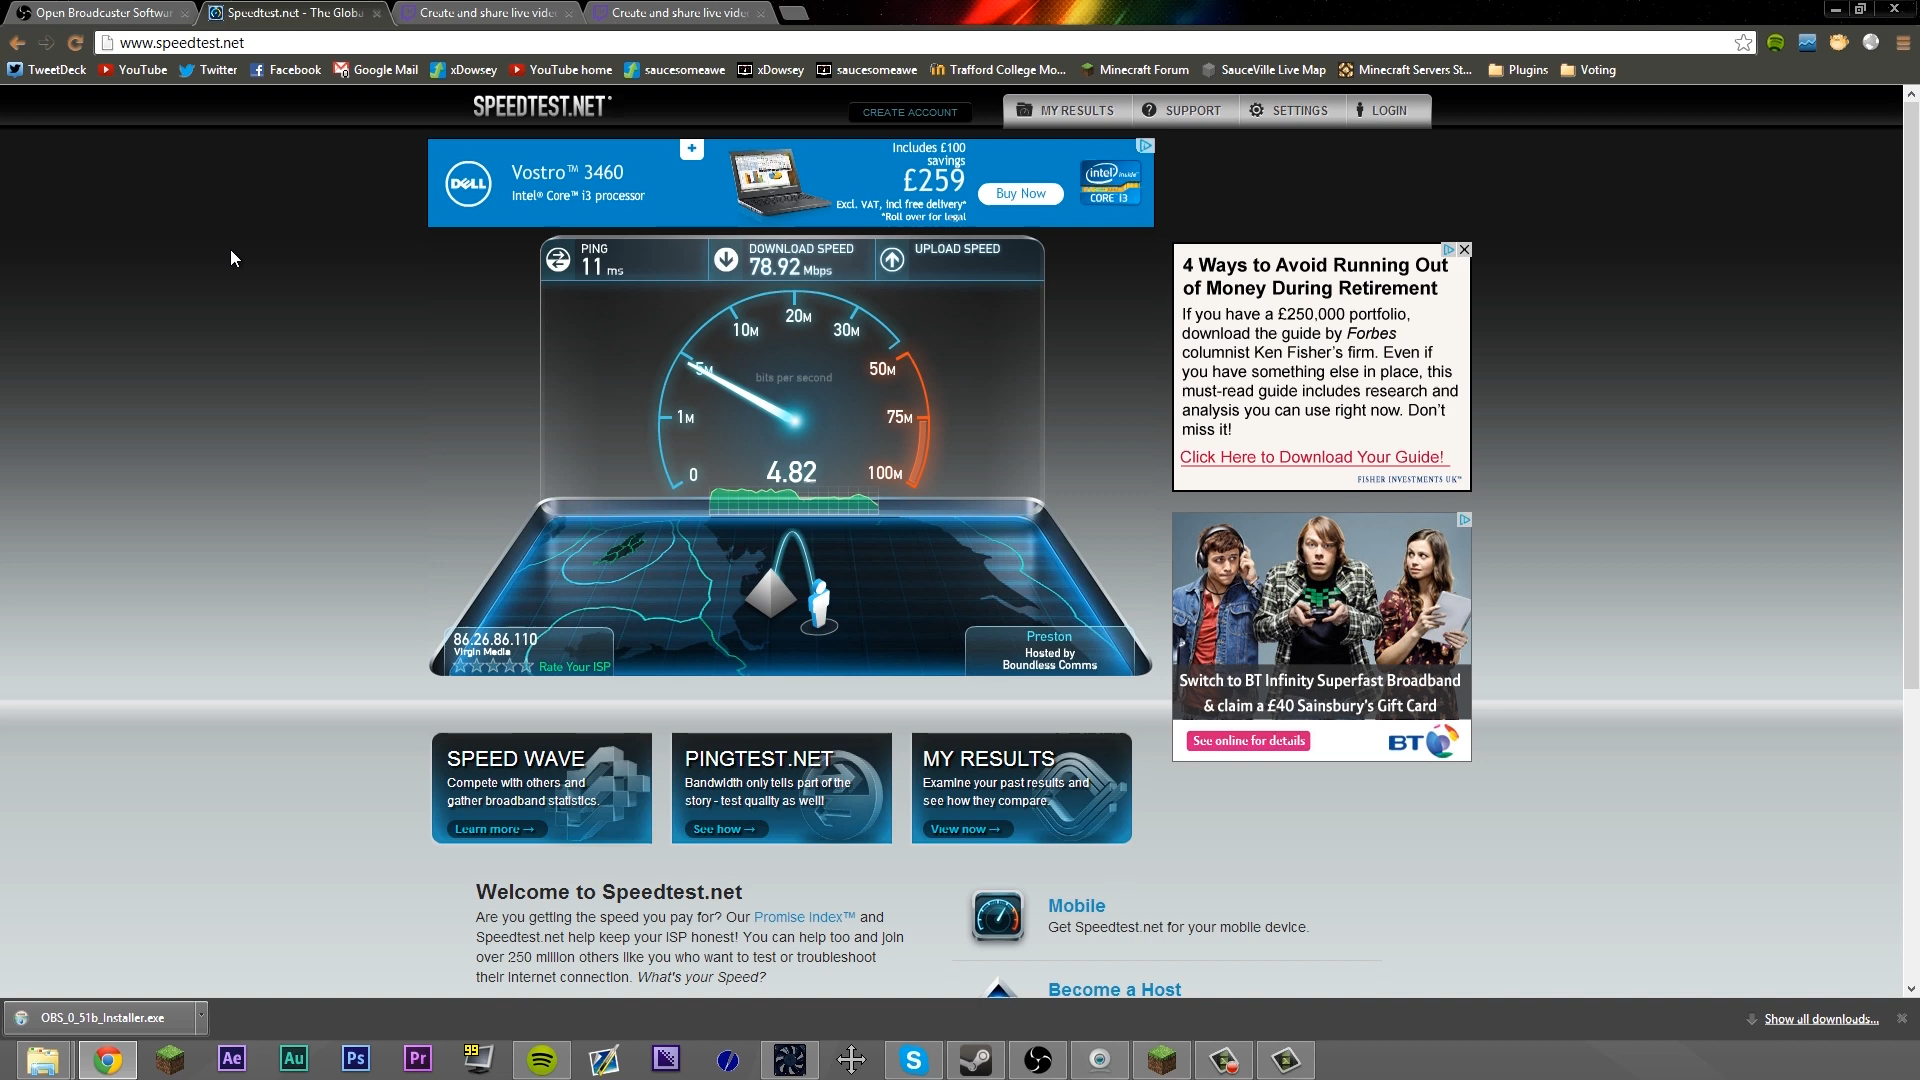 Open Broadcaster Softwar
Speedtest.net - The Globa
Create and share live vide
Create and share live vide
www.speedtest.net
TweetDeck
YouTube
Twitter
Facebook
Google Mail
xDowsey
YouTube home
saucesomeawe
xDowsey
saucesomeawe
Trafford College Mo...
Minecraft Forum
SauceVille Live Map
Minecraft Servers St...
Plugins
Voting
SPEEDTEST.NET
CREATE ACCOUNT
MY RESULTS
SUPPORT
SETTINGS
LOGIN
DELL
Vostro™ 3460
Intel® Core™ i3 processor
Includes £100
savings
£259
Excl. VAT, incl free delivery*
*Roll over for legal
Buy Now
intel inside
CORE i3
PING
11 ms
DOWNLOAD SPEED
78.92 Mbps
UPLOAD SPEED
0
1M
5M
10M
20M
30M
50M
75M
100M
bits per second
4.82
86.26.86.110
Virgin Media
Rate Your ISP
Preston
Hosted by
Boundless Comms
4 Ways to Avoid Running Out
of Money During Retirement
If you have a £250,000 portfolio,
download the guide by Forbes
columnist Ken Fisher's firm. Even if
you have something else in place, this
must-read guide includes research and
analysis you can use right now. Don't
miss it!
Click Here to Download Your Guide!
FISHER INVESTMENTS UK™
Switch to BT Infinity Superfast Broadband
& claim a £40 Sainsbury's Gift Card
See online for details
BT
SPEED WAVE
Compete with others and
gather broadband statistics.
Learn more →
PINGTEST.NET
Bandwidth only tells part of the
story - test quality as well!
See how →
MY RESULTS
Examine your past results and
see how they compare.
View now →
Welcome to Speedtest.net
Are you getting the speed you pay for? Our Promise Index™ and
Speedtest.net help keep your ISP honest! You can help too and join
over 250 million others like you who want to test or troubleshoot
their internet connection. What's your Speed?
Mobile
Get Speedtest.net for your mobile device.
Become a Host
OBS_0_51b_Installer.exe
Show all downloads...
Ae
Au
Ps
Pr
99